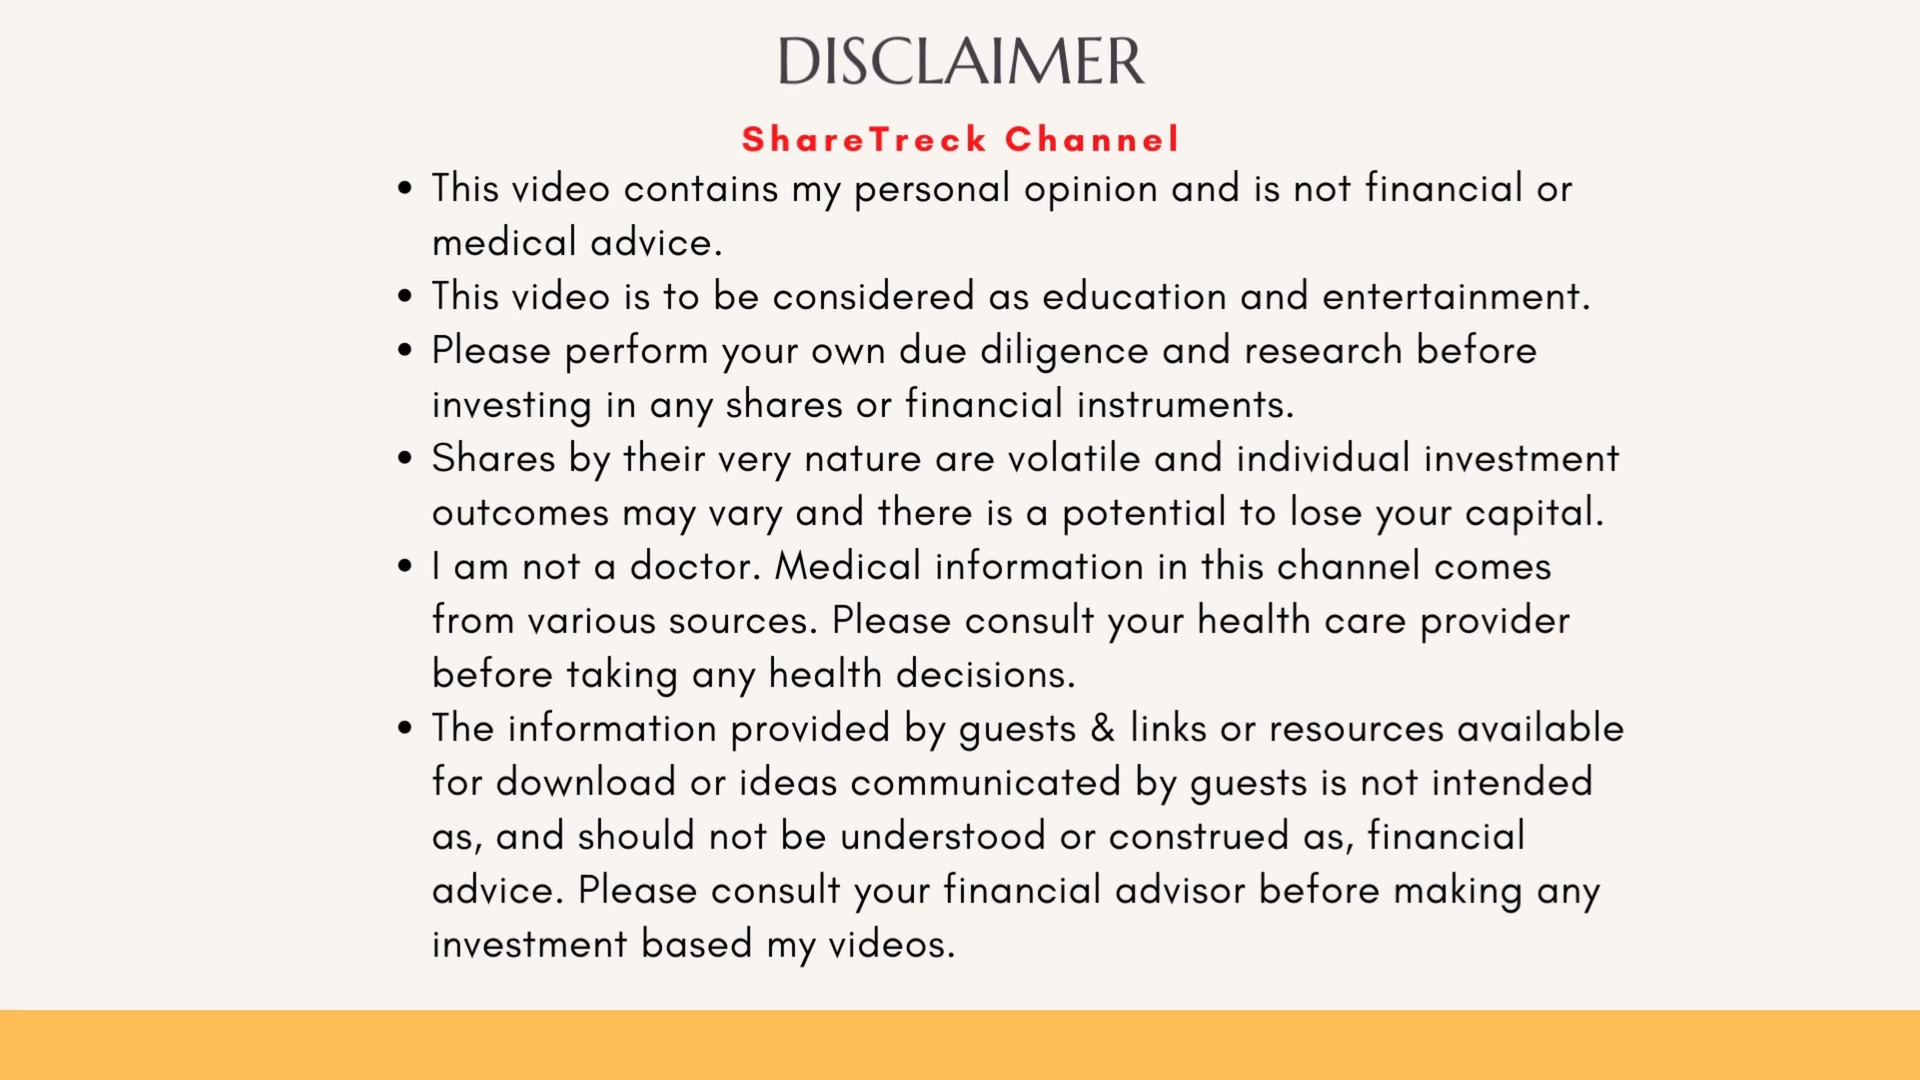 DISCLAIMER
ShareTreck Channel
• This video contains my personal opinion and is not financial or
medical advice.
• This video is to be considered as education and entertainment.
• Please perform your own due diligence and research before
investing in any shares or financial instruments.
• Shares by their very nature are volatile and individual investment
outcomes may vary and there is a potential to lose your capital.
• I am not a doctor. Medical information in this channel comes
from various sources. Please consult your health care provider
before taking any health decisions.
• The information provided by guests & links or resources available
for download or ideas communicated by guests is not intended
as, and should not be understood or construed as, financial
advice. Please consult your financial advisor before making any
investment based my videos.